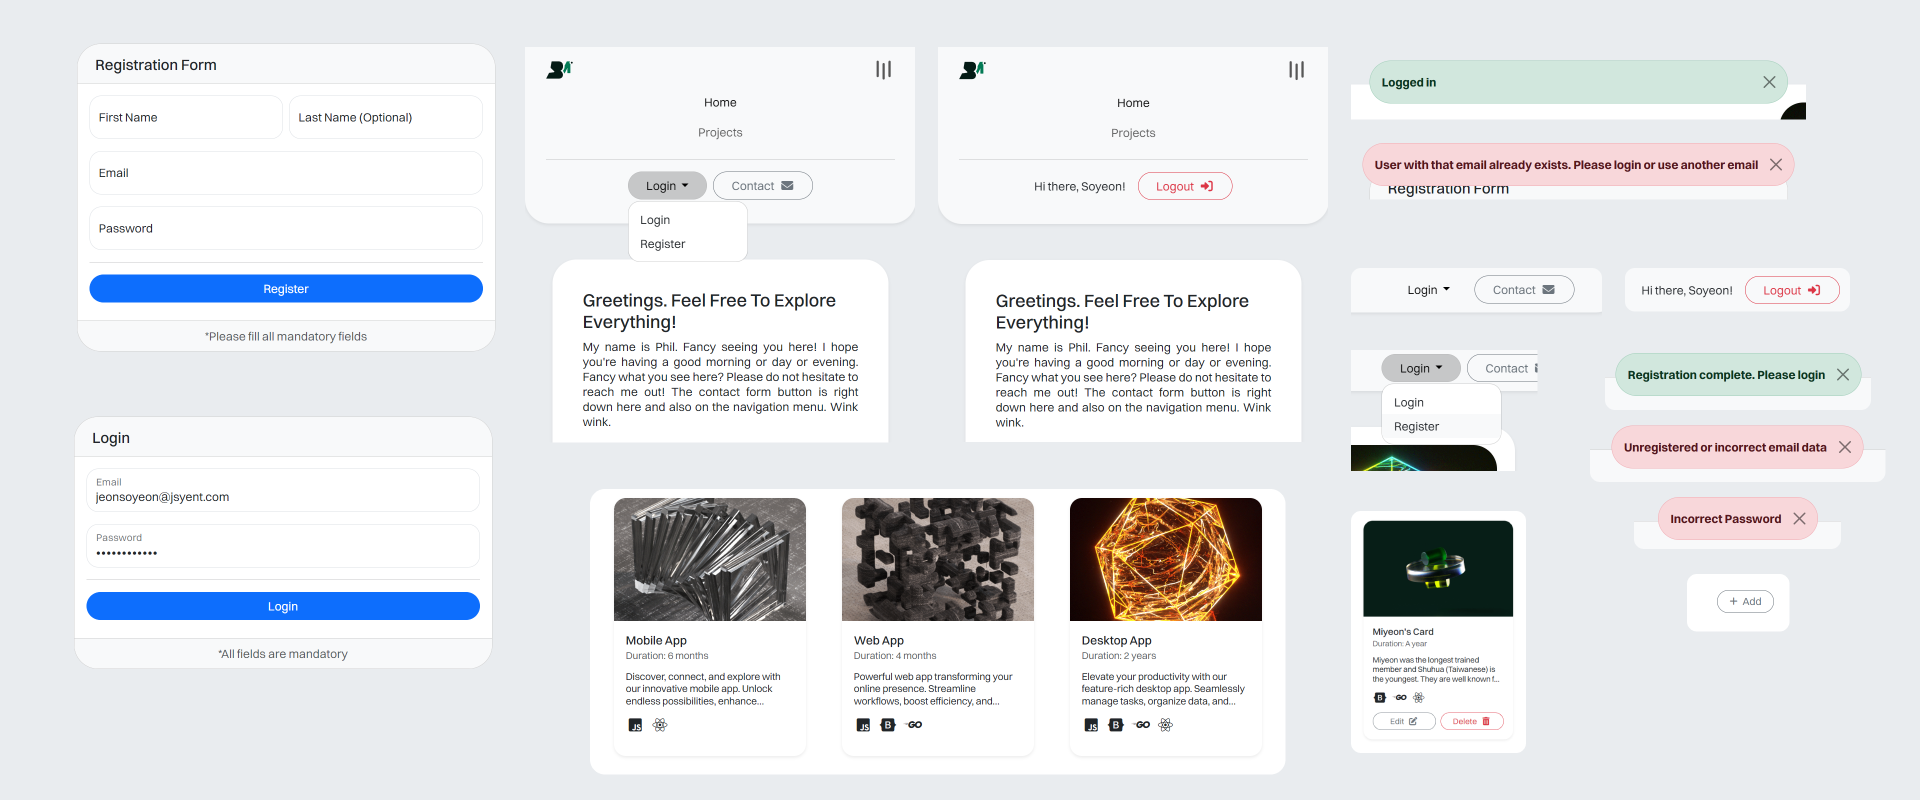 Registration Form
First Name
Last Name (Optional)
Email
Password
Register
*Please fill all mandatory fields
Login
Email
jeonsoyeon@jsyent.com
Password
••••••••••••
Login
*All fields are mandatory
Home
Projects
Login
Contact
Login
Register
Greetings. Feel Free To Explore
Everything!
My name is Phil. Fancy seeing you here! I hope
you're having a good morning or day or evening.
Fancy what you see here? Please do not hesitate to
reach me out! The contact form button is right
down here and also on the navigation menu. Wink
wink.
Home
Projects
Hi there, Soyeon!
Logout
Greetings. Feel Free To Explore
Everything!
My name is Phil. Fancy seeing you here! I hope
you're having a good morning or day or evening.
Fancy what you see here? Please do not hesitate to
reach me out! The contact form button is right
down here and also on the navigation menu. Wink
wink.
Mobile App
Duration: 6 months
Discover, connect, and explore with
our innovative mobile app. Unlock
endless possibilities, enhance...
JS
Web App
Duration: 4 months
Powerful web app transforming your
online presence. Streamline
workflows, boost efficiency, and...
JS B GO
Desktop App
Duration: 2 years
Elevate your productivity with our
feature-rich desktop app. Seamlessly
manage tasks, organize data, and...
JS B GO
Logged in
User with that email already exists. Please login or use another email
Registration Form
Login
Contact
Hi there, Soyeon!
Logout
Login
Contact
Login
Register
Registration complete. Please login
Unregistered or incorrect email data
Incorrect Password
+ Add
Miyeon's Card
Duration: A year
Miyeon was the longest trained
member and Shuhua (Taiwanese) is
the youngest. They are well known f...
B GO
Edit
Delete